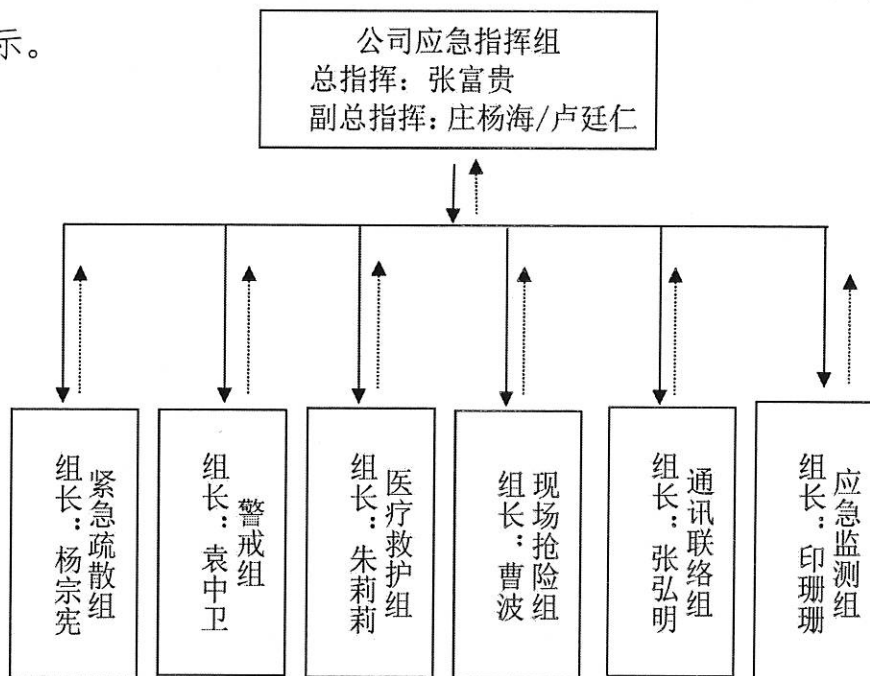 示。
公司应急指挥组
总指挥：张富贵
副总指挥：庄杨海/卢廷仁
紧急疏散组
组长：杨宗宪
警戒组
组长：袁中卫
医疗救护组
组长：朱莉莉
现场抢险组
组长：曹波
通讯联络组
组长：张弘明
应急监测组
组长：印珊珊